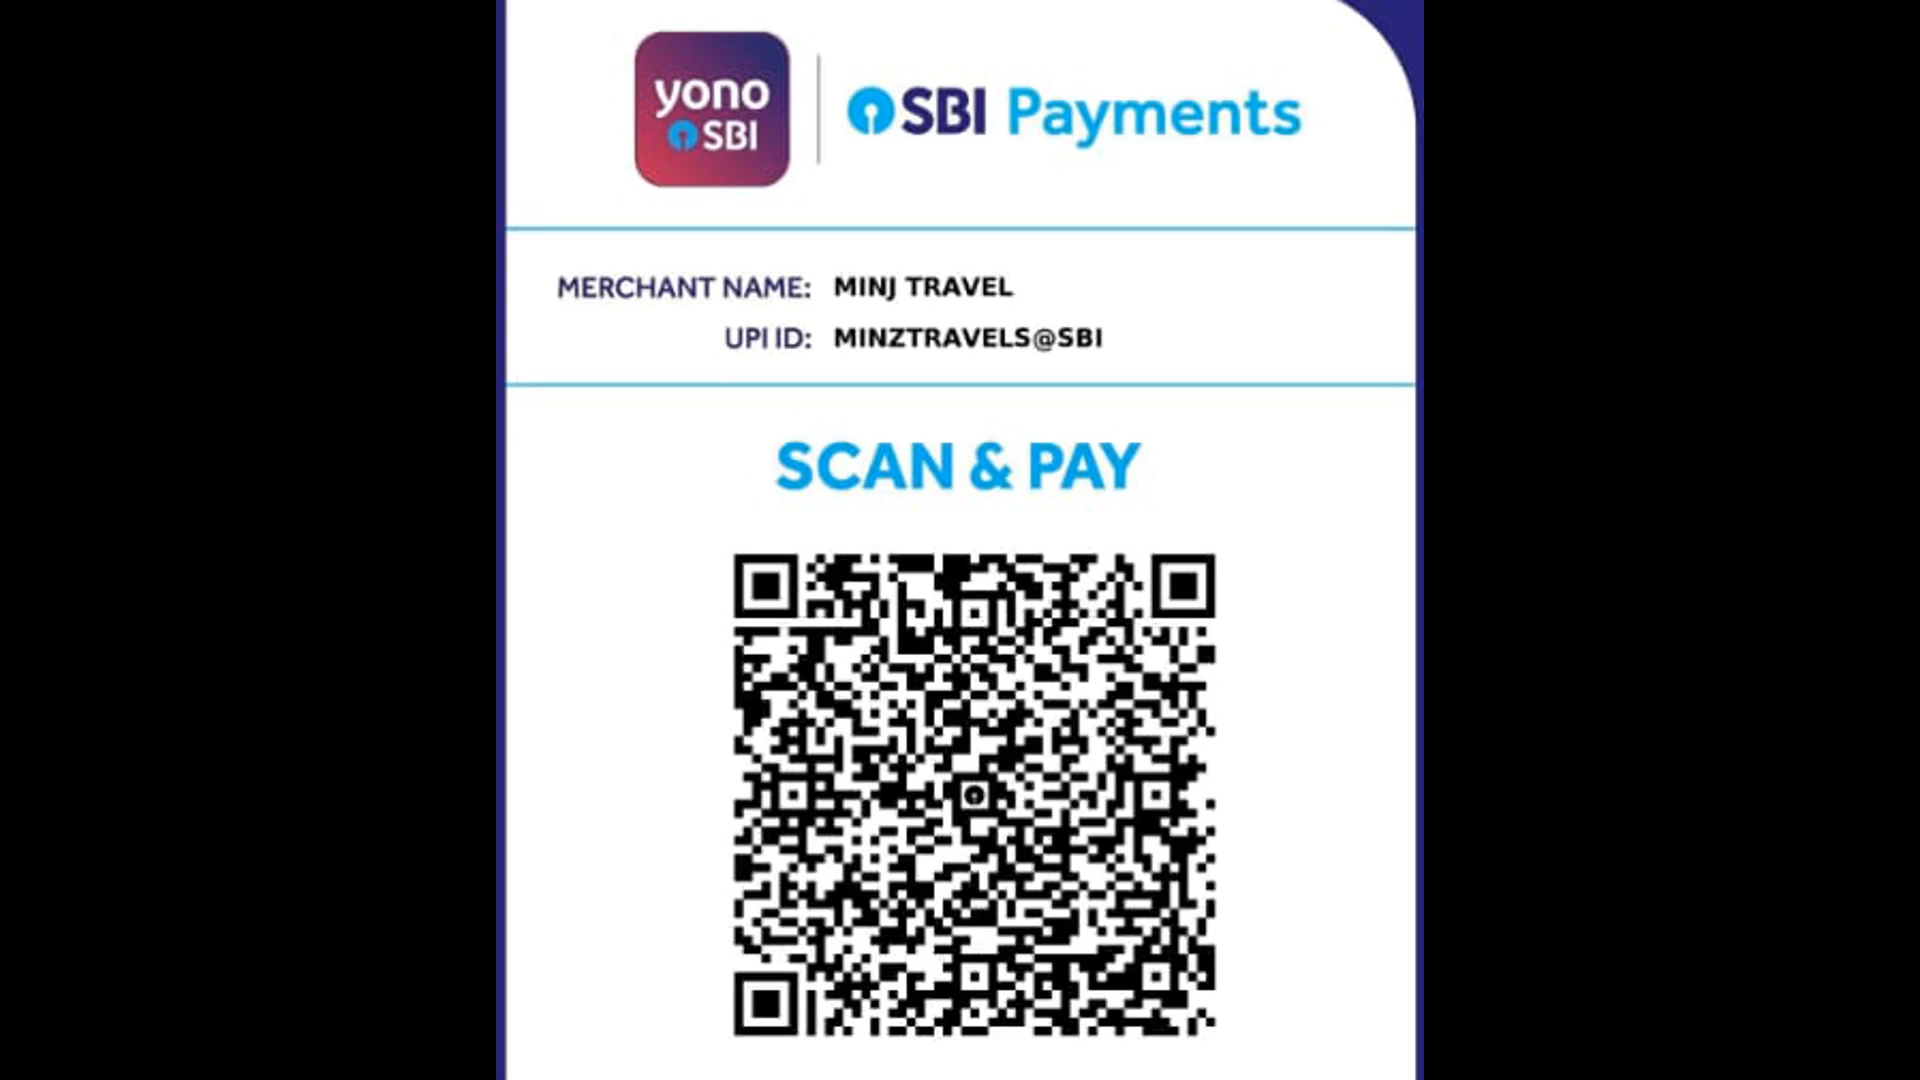 yono
SBI
SBI Payments
MERCHANT NAME: MINJ TRAVEL
UPI ID: MINZTRAVELS@SBI
SCAN & PAY